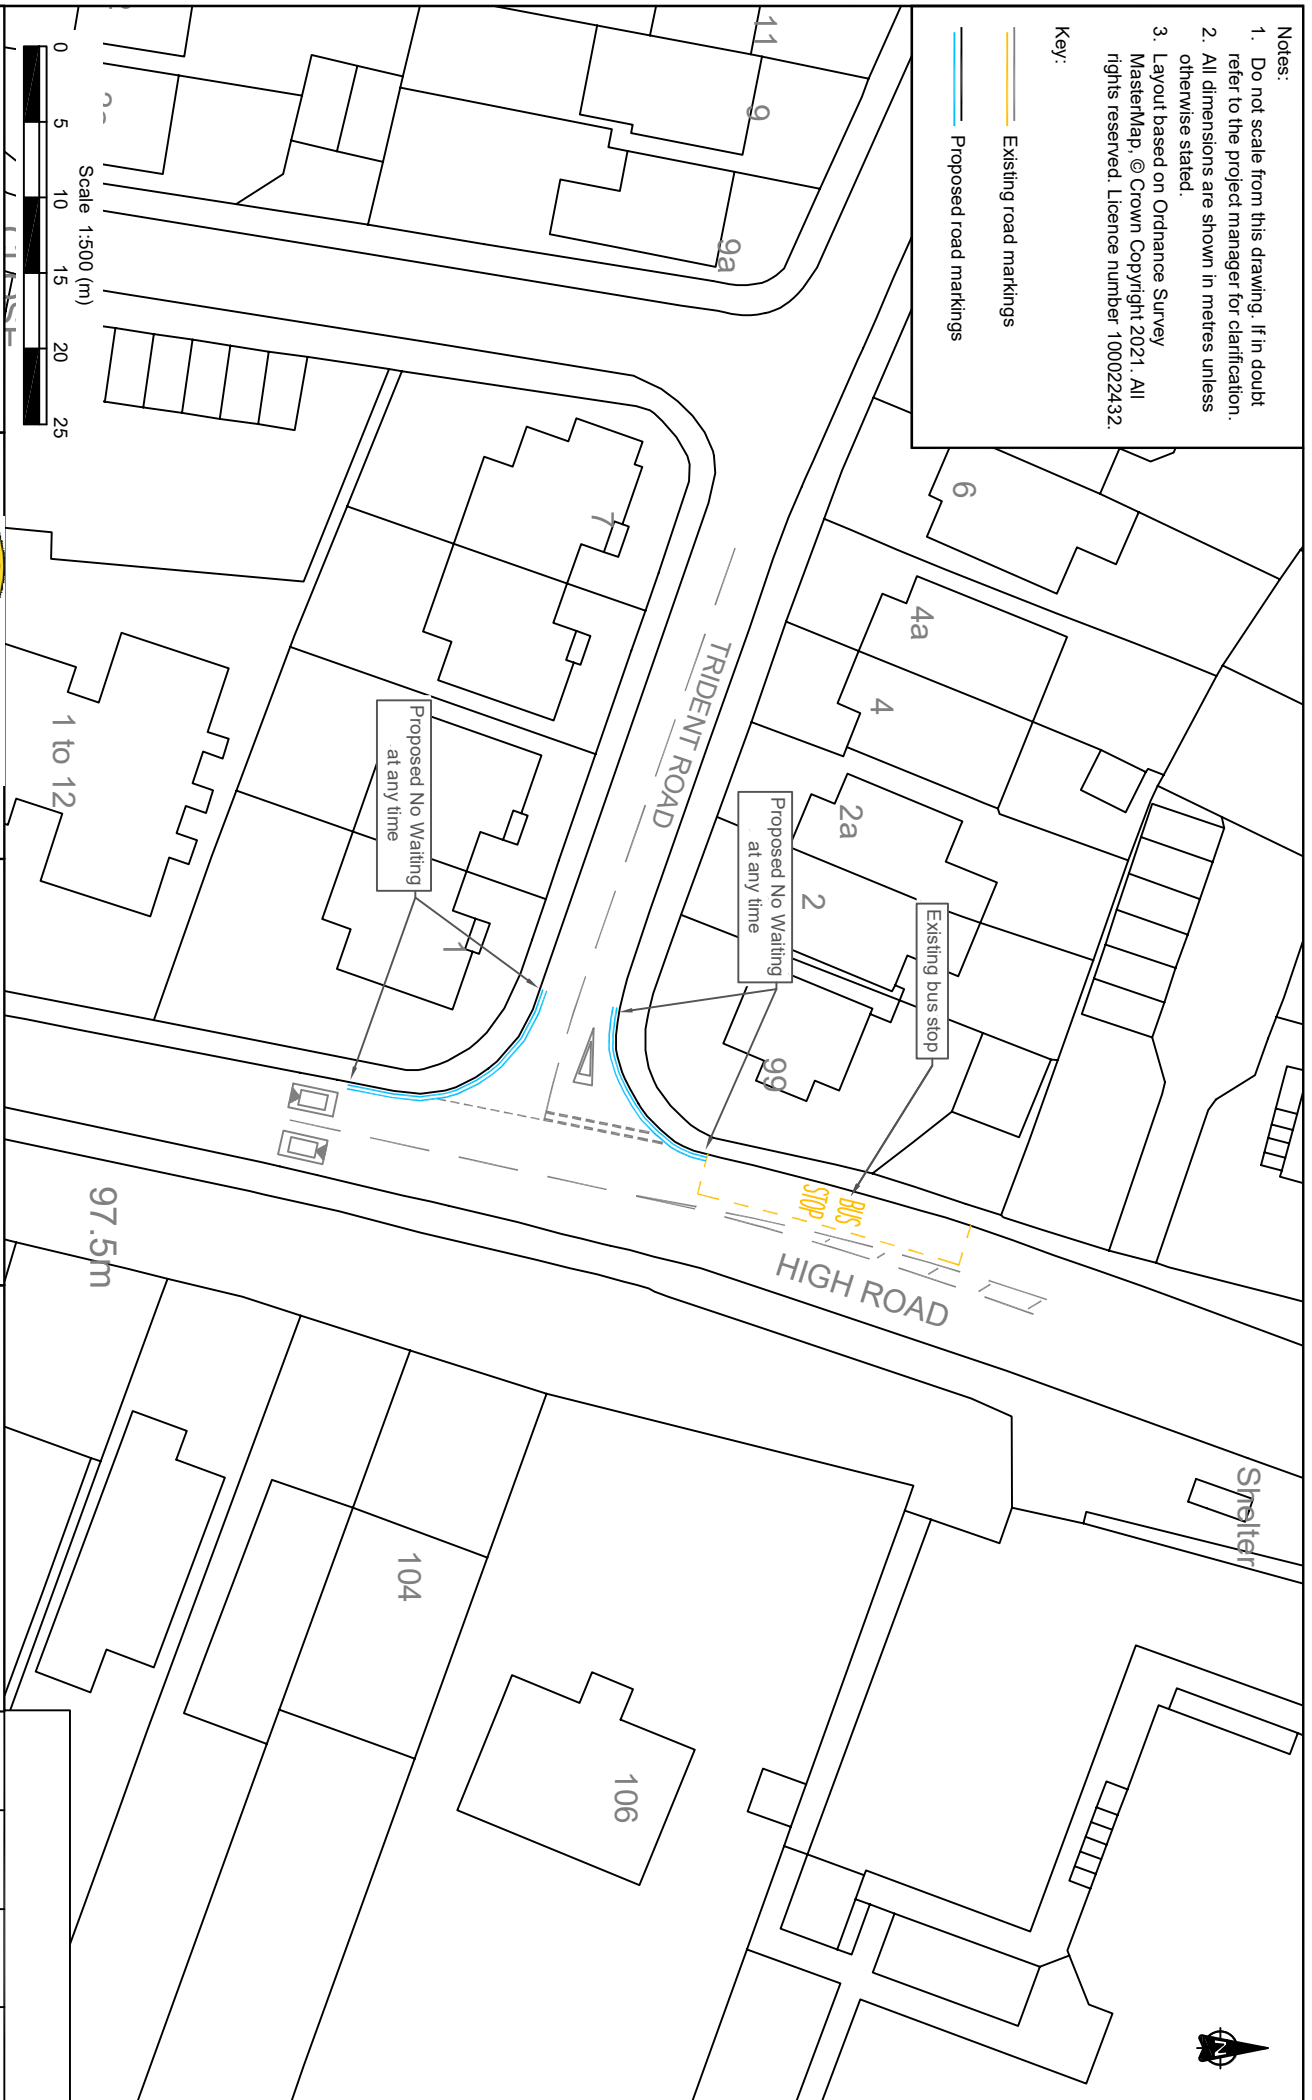 Notes:
1. Do not scale from this drawing. If in doubt
refer to the project manager for clarification.
2. All dimensions are shown in metres unless
otherwise stated.
3. Layout based on Ordnance Survey
MasterMap, © Crown Copyright 2021. All
rights reserved. Licence number 100022432.
Key:
Existing road markings
Proposed road markings
11
9
9a
6
4a
4
2a
2
99
7
1
1 to 12
TRIDENT ROAD
Existing bus stop
Proposed No Waiting
at any time
Proposed No Waiting
at any time
BUS
STOP
HIGH ROAD
97.5m
Shelter
104
106
N
Scale 1:500 (m)
0 5 10 15 20 25